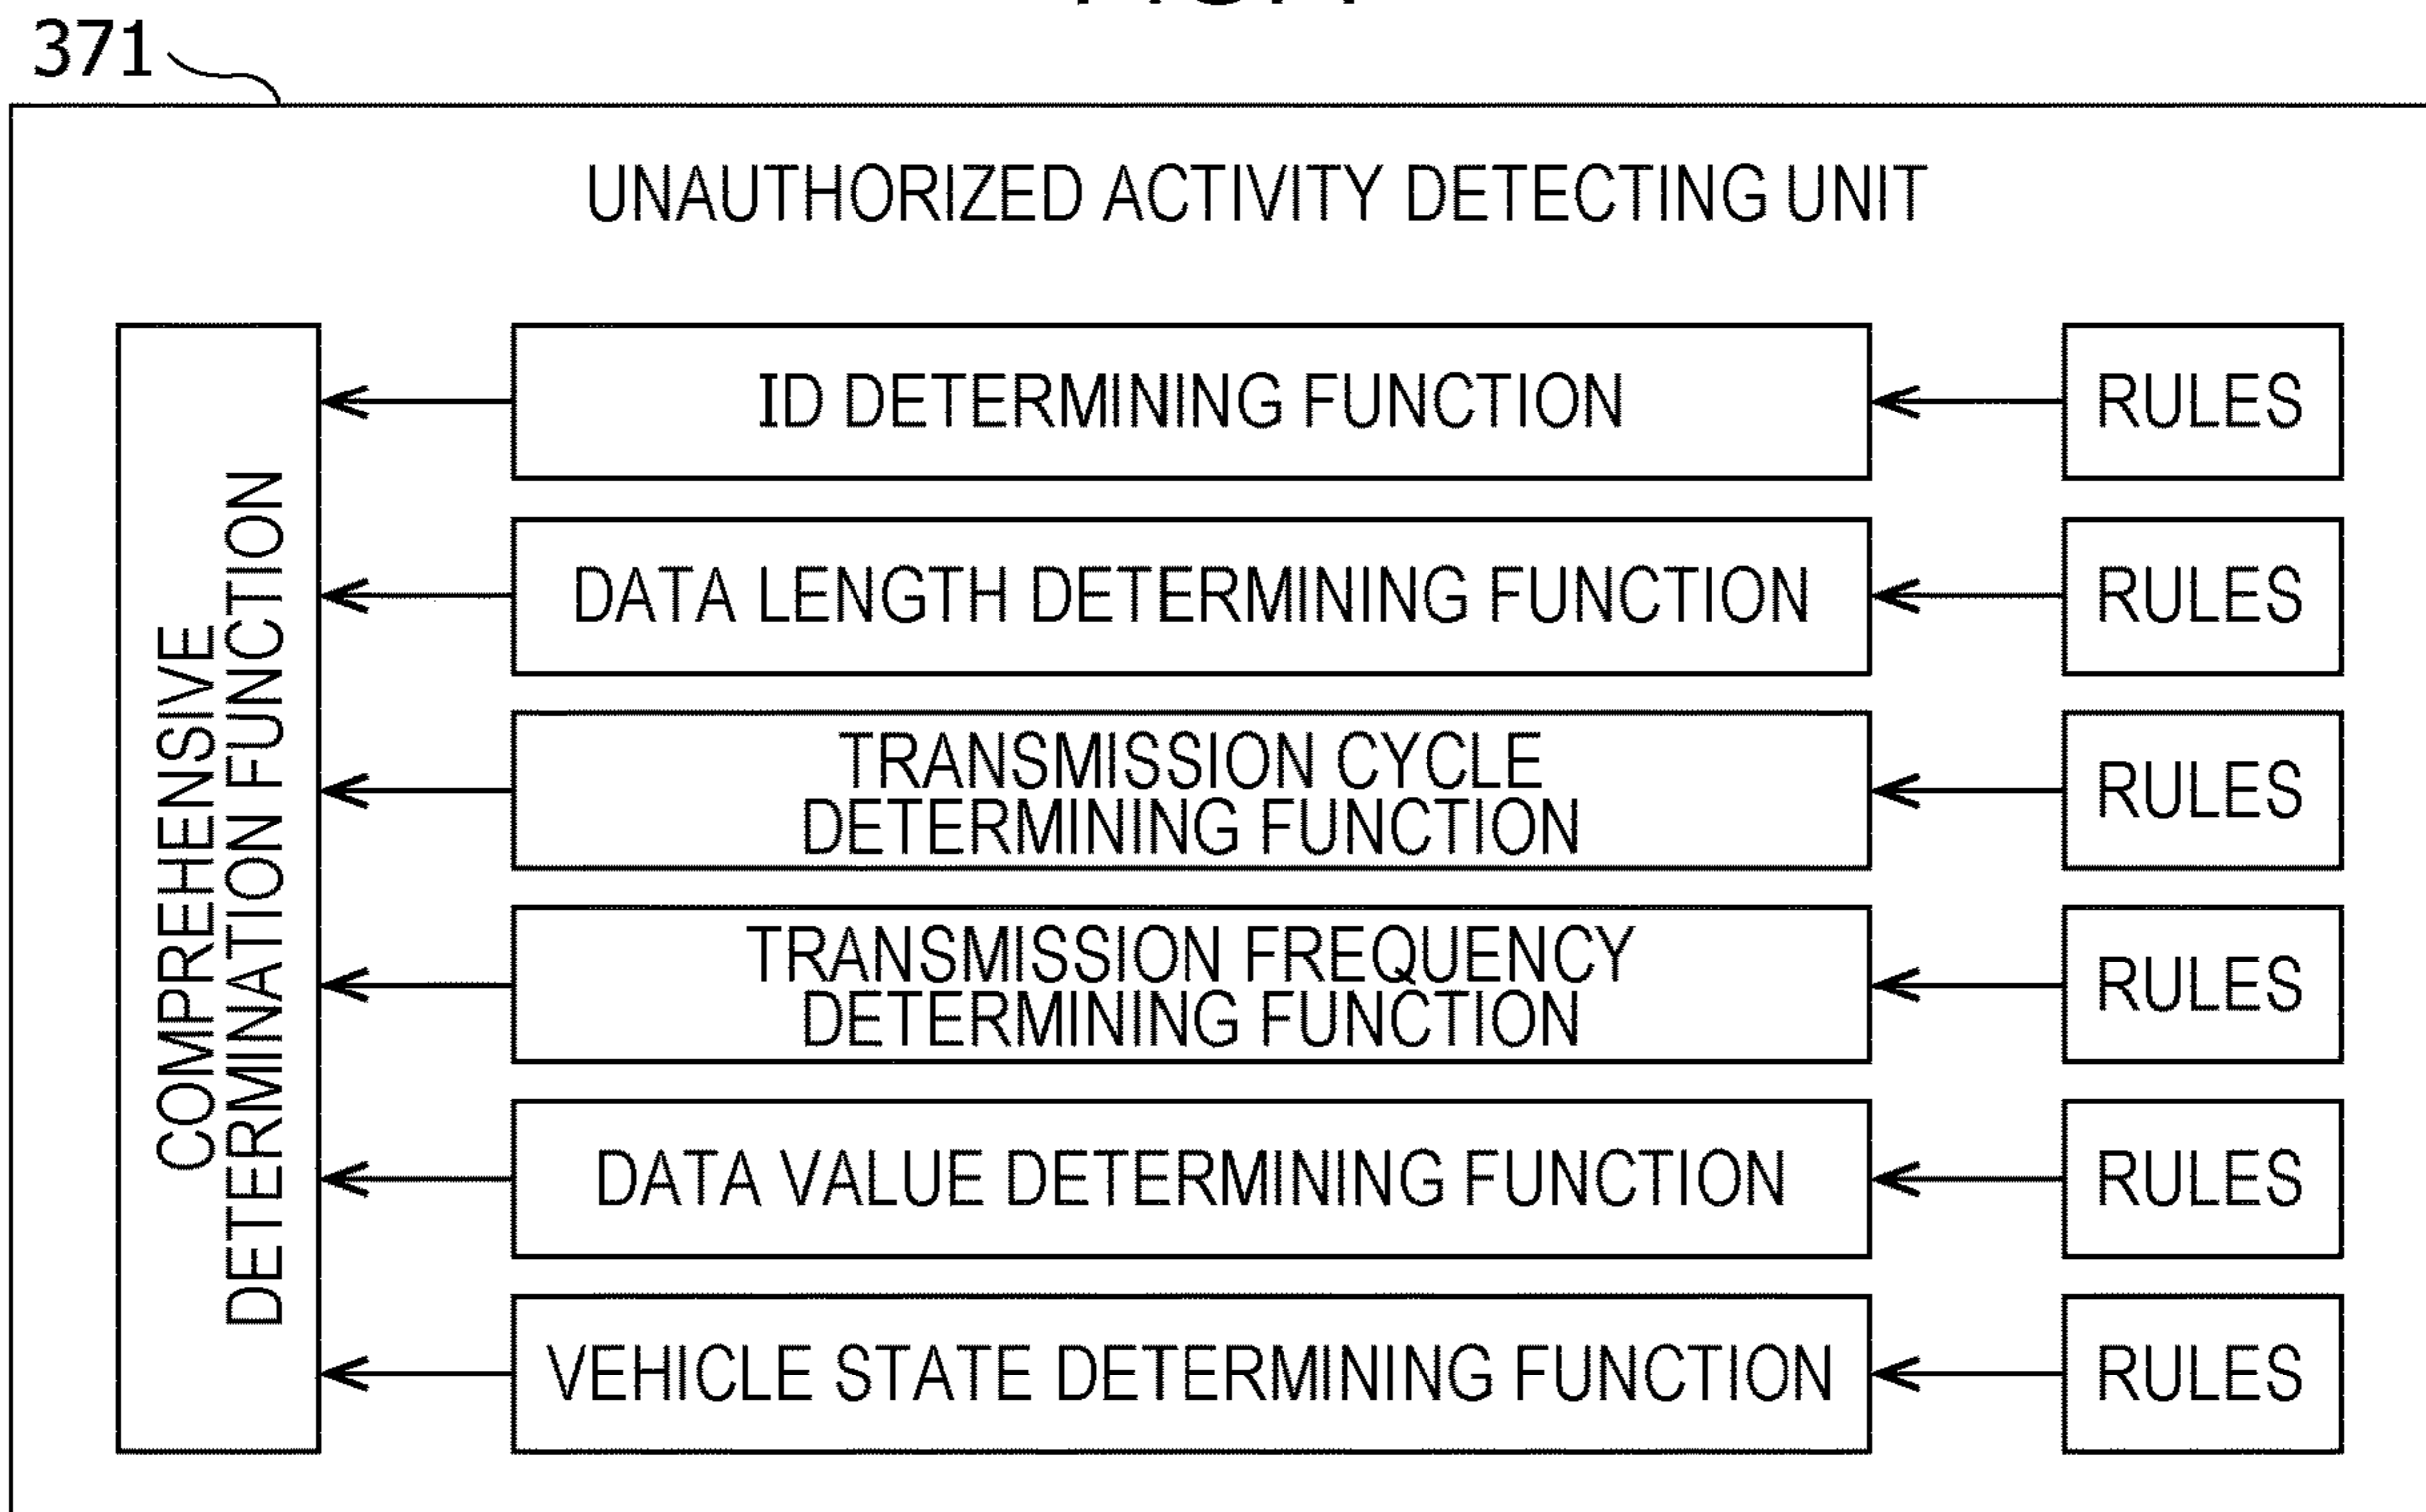 371
UNAUTHORIZED ACTIVITY DETECTING UNIT
COMPREHENSIVE
DETERMINATION FUNCTION
ID DETERMINING FUNCTION
RULES
DATA LENGTH DETERMINING FUNCTION
RULES
TRANSMISSION CYCLE
DETERMINING FUNCTION
RULES
TRANSMISSION FREQUENCY
DETERMINING FUNCTION
RULES
DATA VALUE DETERMINING FUNCTION
RULES
VEHICLE STATE DETERMINING FUNCTION
RULES